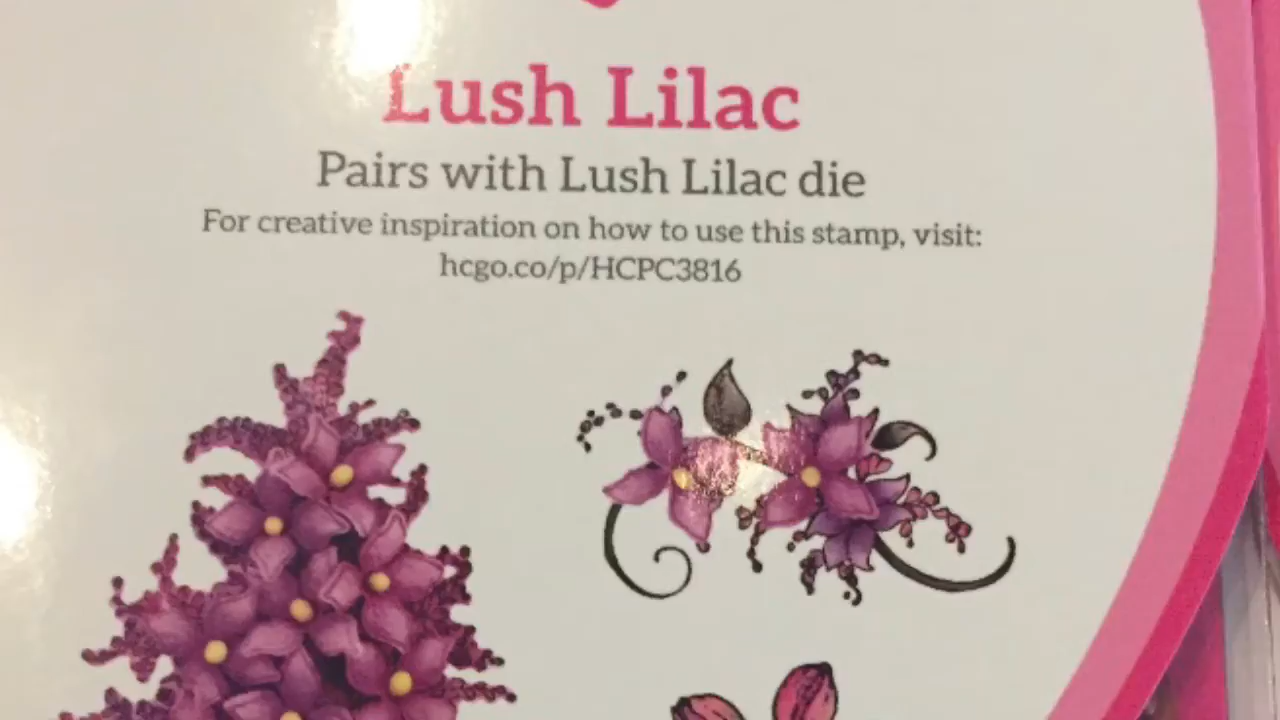 Lush Lilac
Pairs with Lush Lilac die
For creative inspiration on how to use this stamp, visit:
hcgo.co/p/HCPC3816